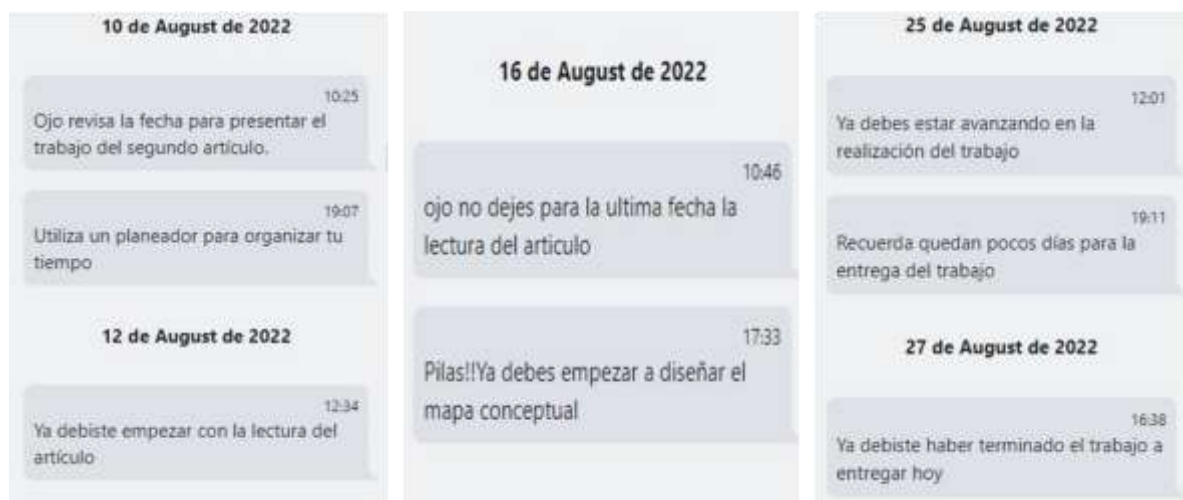 10 de August de 2022
10:25
Ojo revisa la fecha para presentar el
trabajo del segundo artículo.
19:07
Utiliza un planeador para organizar tu
tiempo
12 de August de 2022
12:34
Ya debiste empezar con la lectura del
artículo
16 de August de 2022
10:46
ojo no dejes para la ultima fecha la
lectura del articulo
17:33
Pilas!!Ya debes empezar a diseñar el
mapa conceptual
25 de August de 2022
12:01
Ya debes estar avanzando en la
realización del trabajo
19:11
Recuerda quedan pocos días para la
entrega del trabajo
27 de August de 2022
16:38
Ya debiste haber terminado el trabajo a
entregar hoy